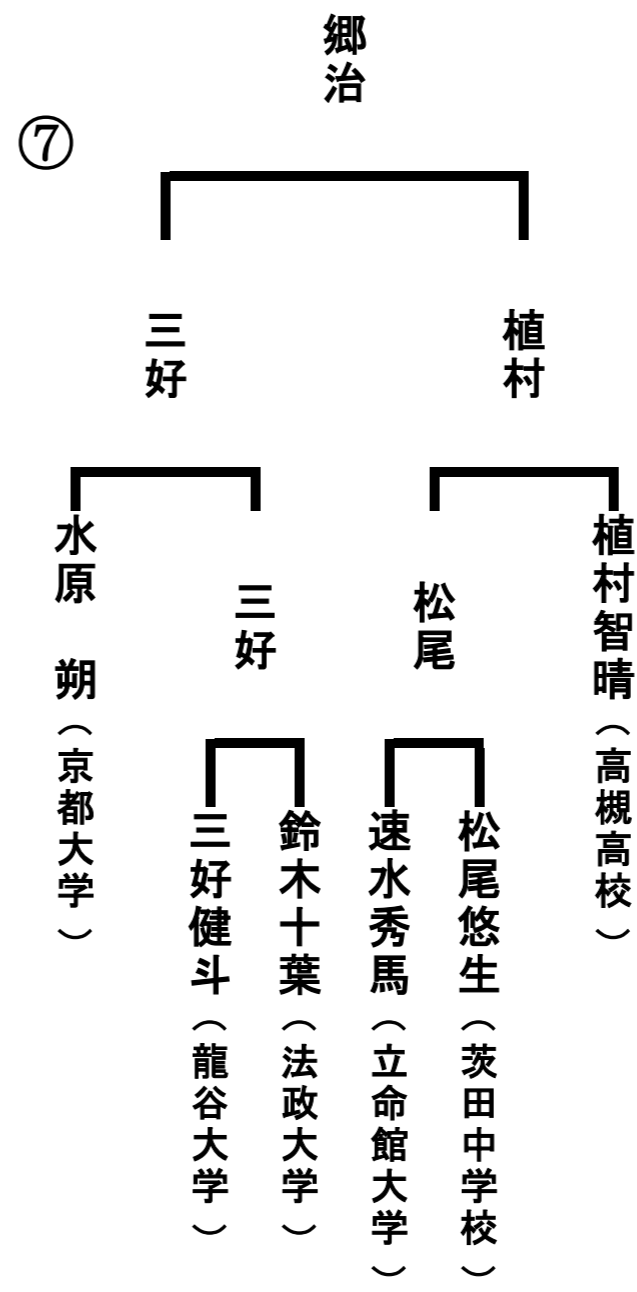 郷治
⑦
植村
三好
植村智晴（高槻高校）
松尾
三好
水原　朔（京都大学）
松尾悠生（茨田中学校）
速水秀馬（立命館大学）
鈴木十葉（法政大学）
三好健斗（龍谷大学）